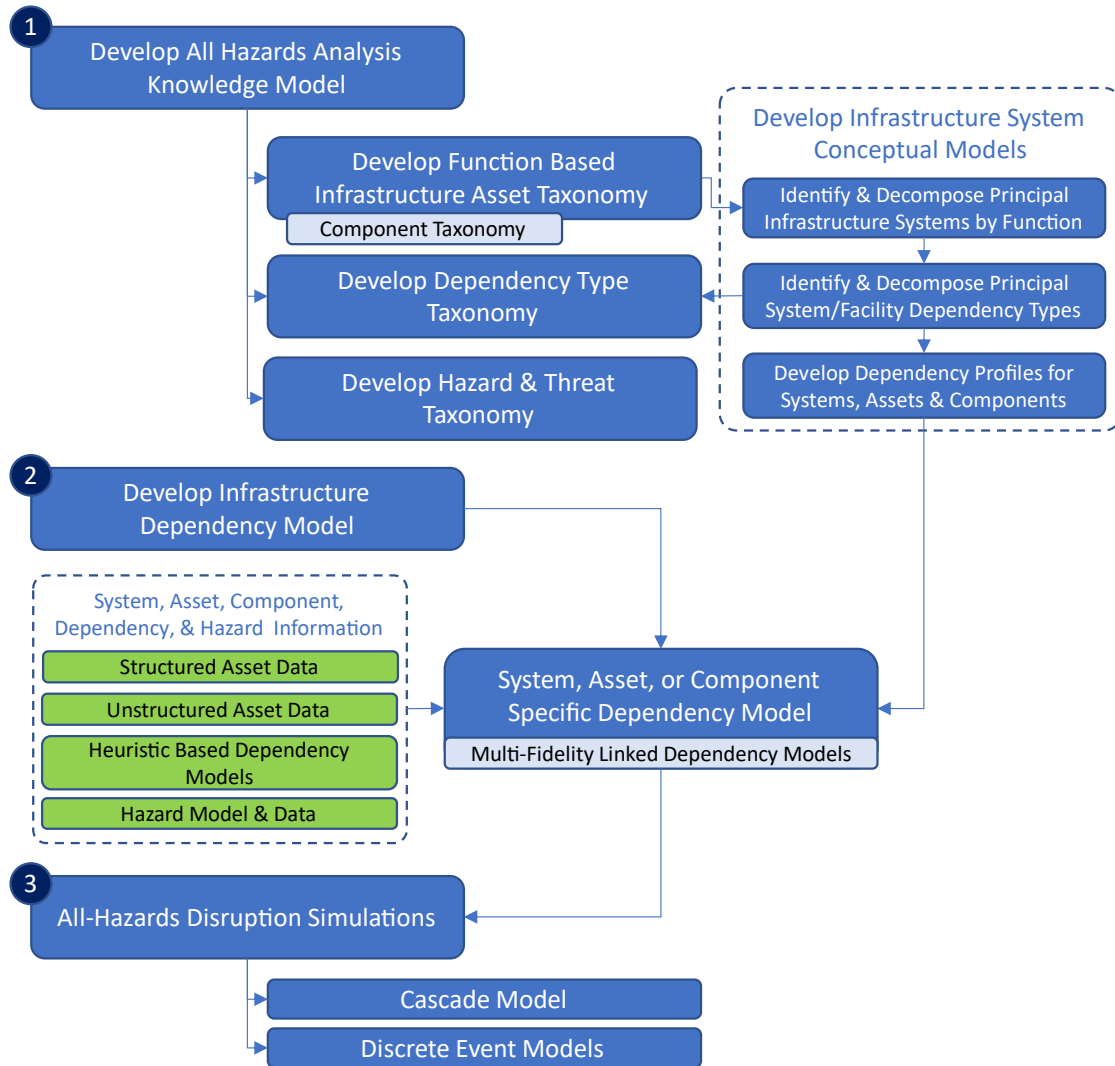 1
Develop All Hazards Analysis
Knowledge Model
Develop Function Based
Infrastructure Asset Taxonomy
Component Taxonomy
Develop Dependency Type
Taxonomy
Develop Hazard & Threat
Taxonomy
Develop Infrastructure System
Conceptual Models
Identify & Decompose Principal
Infrastructure Systems by Function
Identify & Decompose Principal
System/Facility Dependency Types
Develop Dependency Profiles for
Systems, Assets & Components
2
Develop Infrastructure
Dependency Model
System, Asset, Component,
Dependency, & Hazard Information
Structured Asset Data
Unstructured Asset Data
Heuristic Based Dependency
Models
Hazard Model & Data
System, Asset, or Component
Specific Dependency Model
Multi-Fidelity Linked Dependency Models
3
All-Hazards Disruption Simulations
Cascade Model
Discrete Event Models